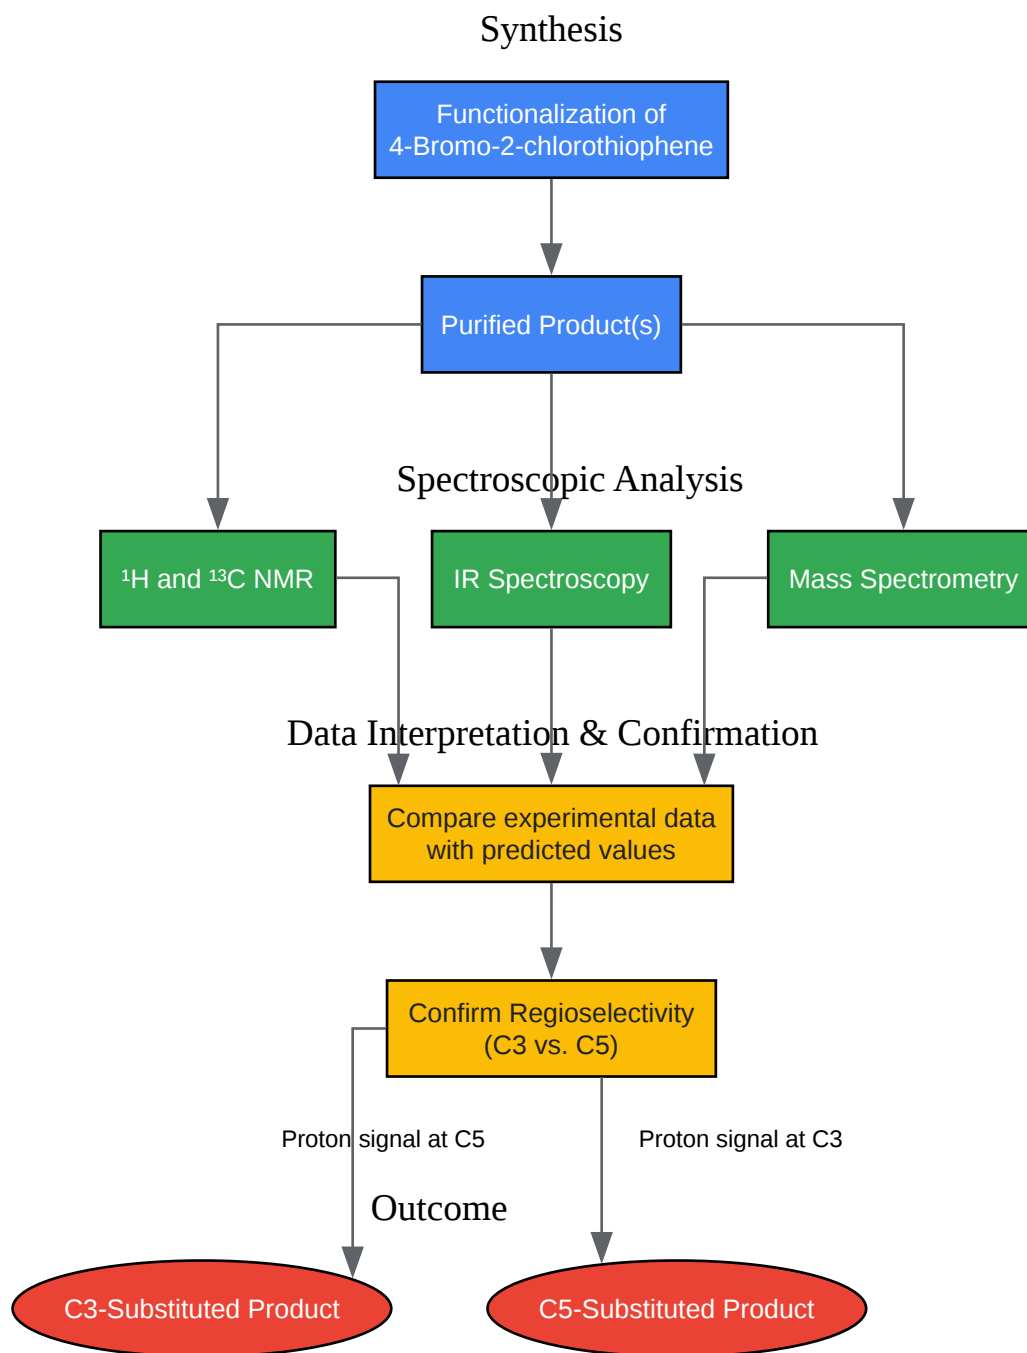 Synthesis
Functionalization of
4-Bromo-2-chlorothiophene
Purified Product(s)
Spectroscopic Analysis
¹H and ¹³C NMR
IR Spectroscopy
Mass Spectrometry
Data Interpretation & Confirmation
Compare experimental data
with predicted values
Confirm Regioselectivity
(C3 vs. C5)
Proton signal at C5
Proton signal at C3
Outcome
C3-Substituted Product
C5-Substituted Product